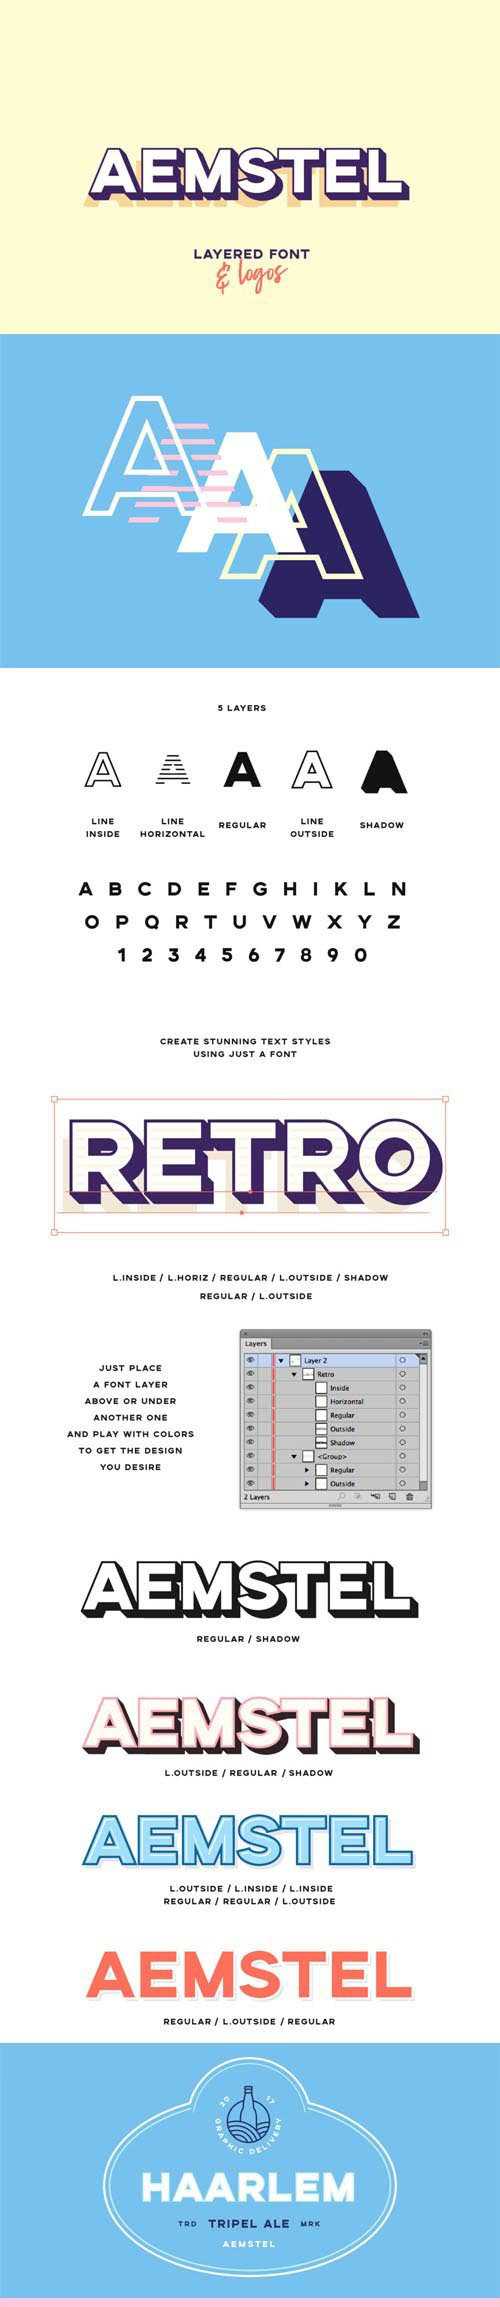 AEMSTEL
LAYERED FONT
& logos
A A A A
5 LAYERS
A A A A A
LINE INSIDE
LINE HORIZONTAL
REGULAR
LINE OUTSIDE
SHADOW
A B C D E F G H I K L N
O P Q R T U V W X Y Z
1 2 3 4 5 6 7 8 9 0
CREATE STUNNING TEXT STYLES
USING JUST A FONT
RETRO
L.INSIDE / L.HORIZ / REGULAR / L.OUTSIDE / SHADOW
REGULAR / L.OUTSIDE
JUST PLACE
A FONT LAYER
ABOVE OR UNDER
ANOTHER ONE
AND PLAY WITH COLORS
TO GET THE DESIGN
YOU DESIRE
Layers
Layer 2
Retro
Inside
Horizontal
Regular
Outside
Shadow
<Group>
Regular
Outside
2 Layers
AEMSTEL
REGULAR / SHADOW
AEMSTEL
L.OUTSIDE / REGULAR / SHADOW
AEMSTEL
L.OUTSIDE / L.INSIDE / L.INSIDE
REGULAR / REGULAR / L.OUTSIDE
AEMSTEL
REGULAR / L.OUTSIDE / REGULAR
20 17
GRAPHIC DELIVERY
HAARLEM
TRD TRIPEL ALE MRK
AEMSTEL